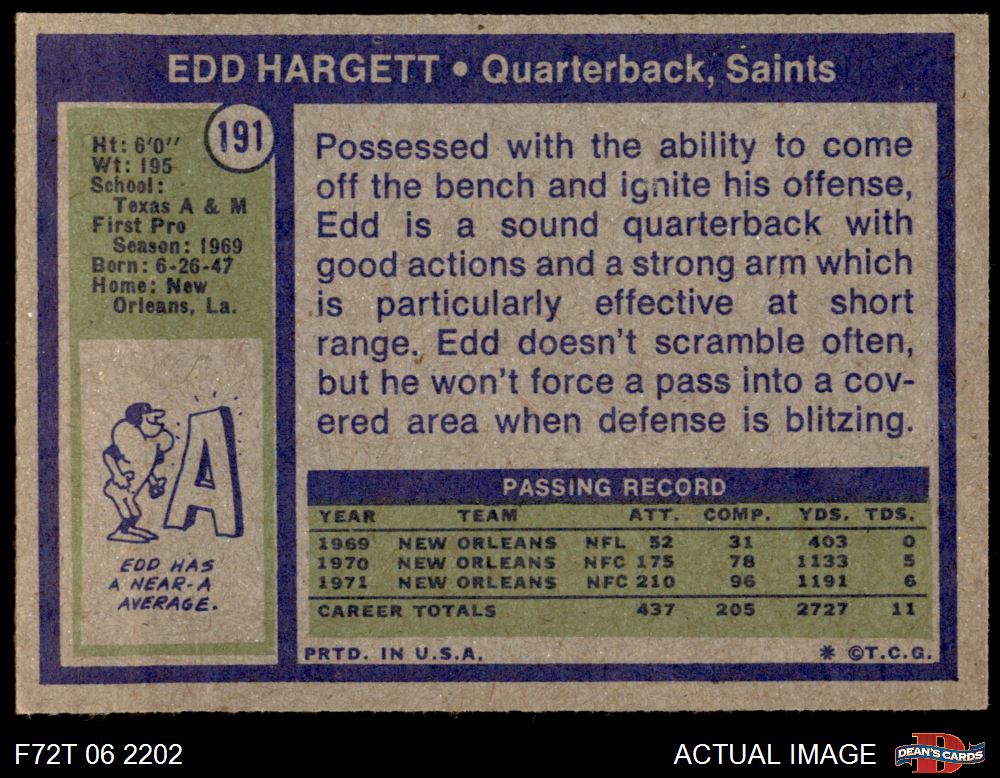 EDD HARGETT • Quarterback, Saints
191
Ht: 6'0''
Wt: 195
School:
Texas A & M
First Pro
Season: 1969
Born: 6-26-47
Home: New
Orleans, La.
A
EDD HAS
A NEAR-A
AVERAGE.
Possessed with the ability to come
off the bench and ignite his offense,
Edd is a sound quarterback with
good actions and a strong arm which
is particularly effective at short
range. Edd doesn't scramble often,
but he won't force a pass into a cov-
ered area when defense is blitzing.
PASSING RECORD
YEAR TEAM ATT. COMP. YDS. TDS.
1969 NEW ORLEANS NFL 52 31 403 0
1970 NEW ORLEANS NFC 175 78 1133 5
1971 NEW ORLEANS NFC 210 96 1191 6
CAREER TOTALS 437 205 2727 11
PRTD. IN U.S.A. * ©T.C.G.
F72T 06 2202 ACTUAL IMAGE
D
DEAN'S CARDS